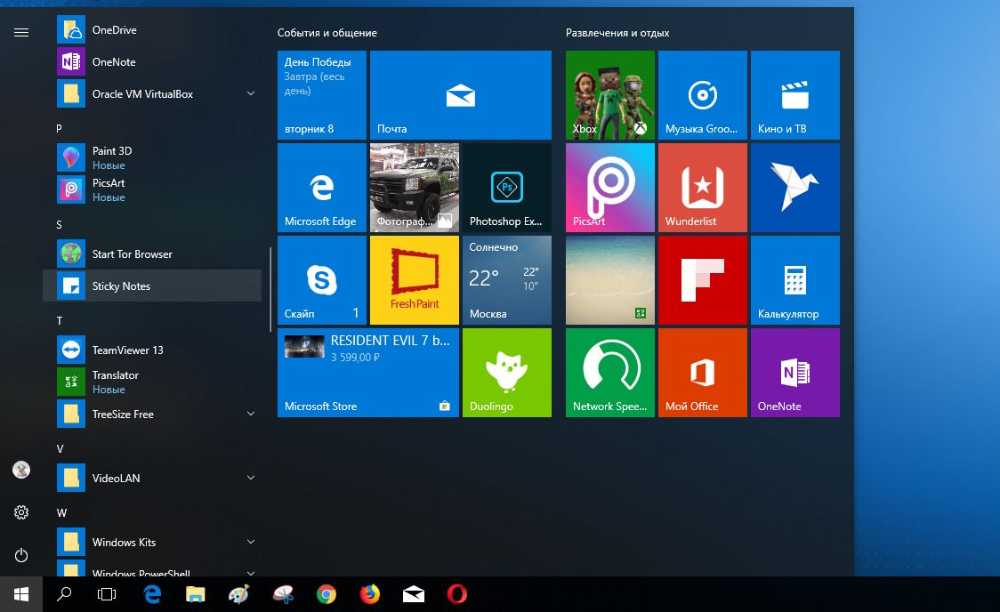 OneDrive
OneNote
Oracle VM VirtualBox
P
Paint 3D
Новые
PicsArt
Новые
S
Start Tor Browser
Sticky Notes
T
TeamViewer 13
Translator
Новые
TreeSize Free
V
VideoLAN
W
Windows Kits
Windows PowerShell
События и общение
День Победы
Завтра (весь
день)
вторник 8
Почта
Microsoft Edge
Фотограф...
Ps
Photoshop Ex...
Скайп 1
Fresh Paint
Солнечно
22° 22°
10°
Москва
RESIDENT EVIL 7 b...
3 599,00 ₽
Microsoft Store
Duolingo
Развлечения и отдых
Xbox
Музыка Groo...
Кино и ТВ
PicsArt
Wunderlist
Калькулятор
Network Spee...
Мой Office
OneNote